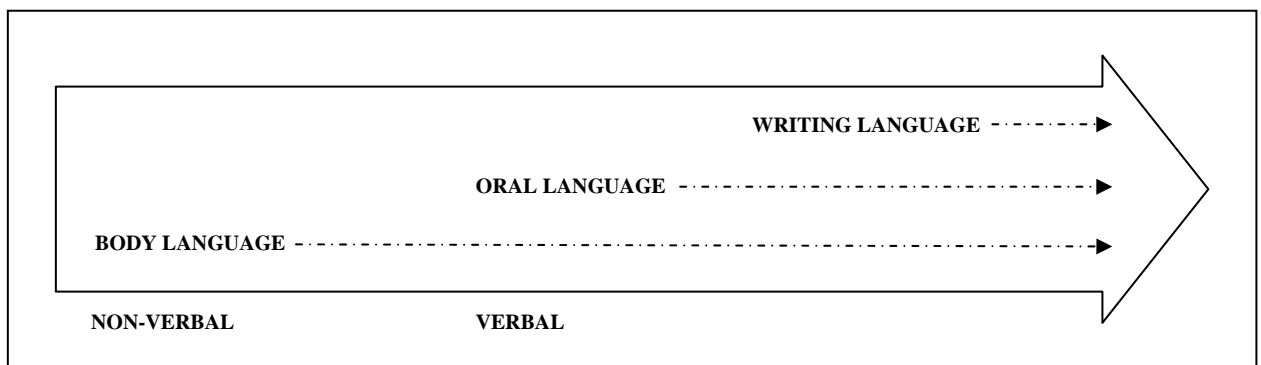 WRITING LANGUAGE
ORAL LANGUAGE
BODY LANGUAGE
NON-VERBAL VERBAL